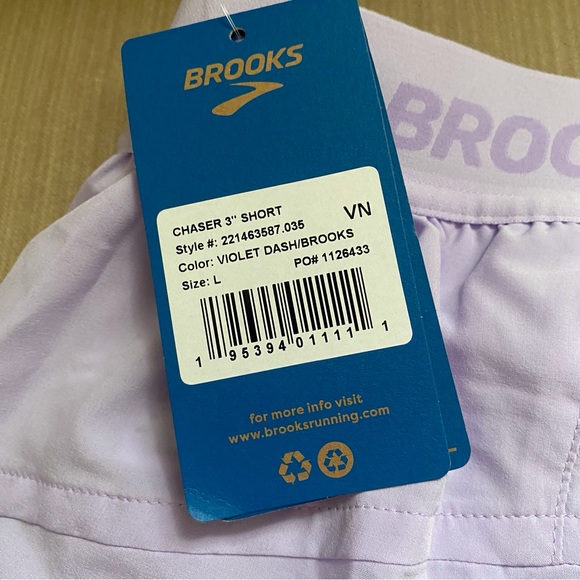 BROOKS
BROO
CHASER 3" SHORT
VN
Style #: 221463587.035
Color: VIOLET DASH/BROOKS
PO# 1126433
Size: L
1 95394 01111 1
for more info visit
www.brooksrunning.com